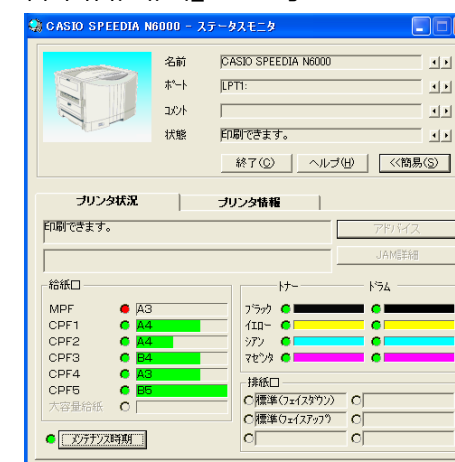 CASIO SPEEDIA N6000 - ステータスモニタ
名前 CASIO SPEEDIA N6000
ポート LPT1:
コメント
状態 印刷できます。
終了(C) ヘルプ(H) <<簡易(S)
プリンタ状況 プリンタ情報
印刷できます。 アドバイス
JAM詳細
給紙口
MPF A3
CPF1 A4
CPF2 A4
CPF3 B4
CPF4 A3
CPF5 B5
大容量給紙
メンテナンス時期
トナー ドラム
ブラック
イエロー
シアン
マゼンタ
排紙口
標準(フェイスダウン)
標準(フェイスアップ)